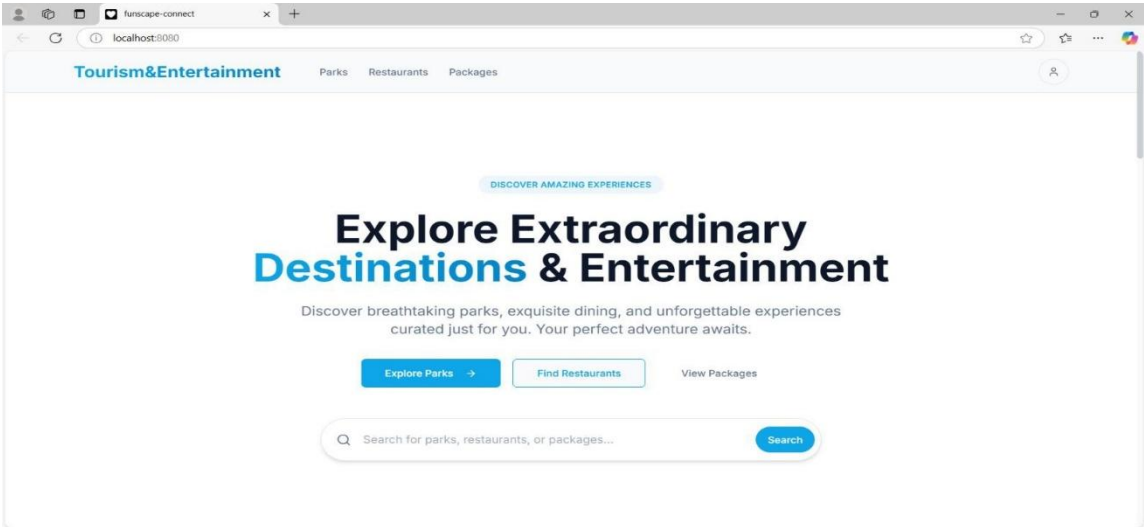 funscape-connect
localhost:8080
Tourism&Entertainment Parks Restaurants Packages
DISCOVER AMAZING EXPERIENCES
Explore Extraordinary
Destinations & Entertainment
Discover breathtaking parks, exquisite dining, and unforgettable experiences
curated just for you. Your perfect adventure awaits.
Explore Parks → Find Restaurants View Packages
Search for parks, restaurants, or packages... Search